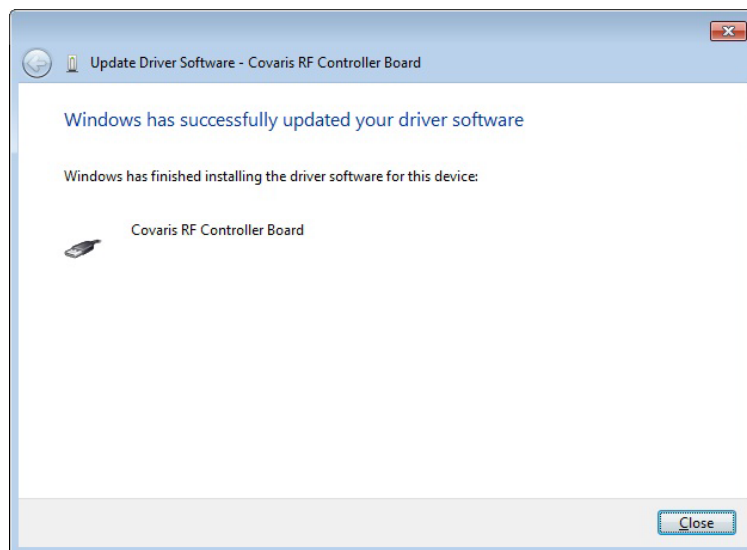 Update Driver Software - Covaris RF Controller Board
Windows has successfully updated your driver software
Windows has finished installing the driver software for this device:
Covaris RF Controller Board
Close